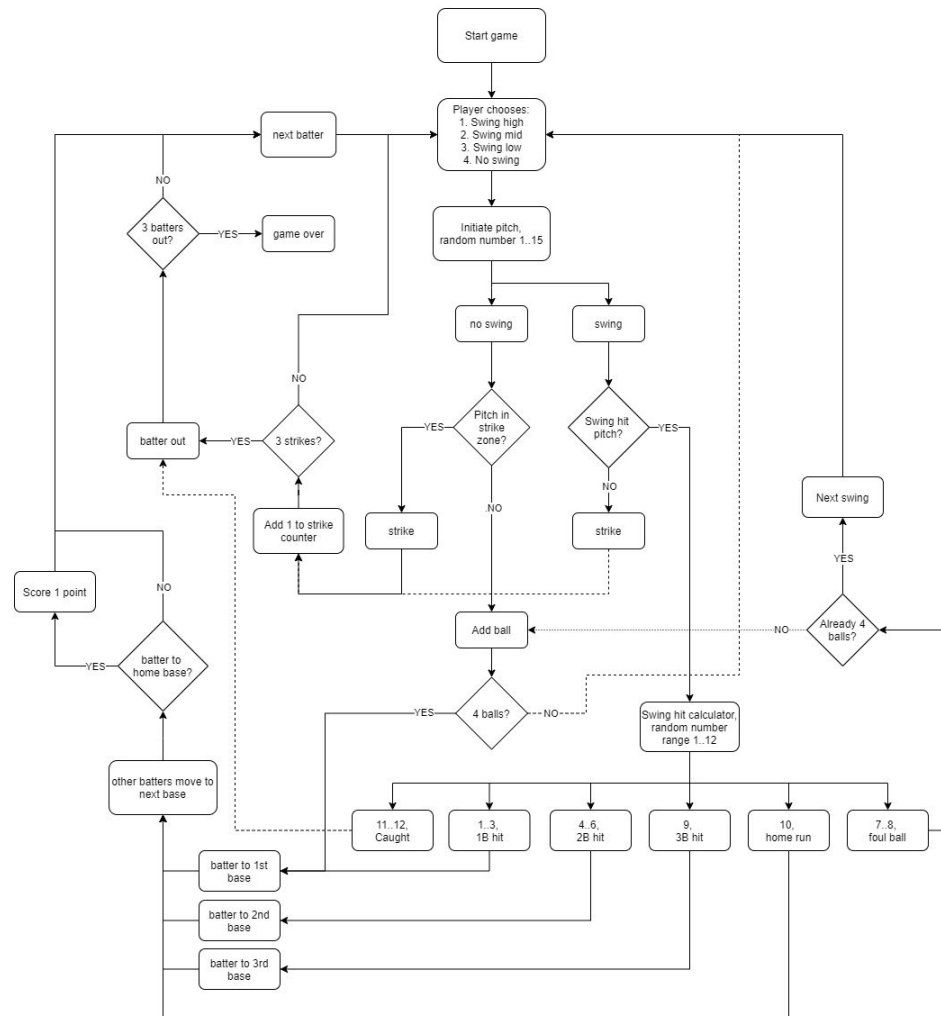 Start game
Player chooses:
1. Swing high
2. Swing mid
3. Swing low
4. No swing
next batter
NO
3 batters
out?
YES
game over
Initiate pitch,
random number 1..15
no swing
swing
NO
Pitch in
strike
zone?
YES
Swing hit
pitch?
YES
batter out
YES
3 strikes?
NO
NO
Next swing
Add 1 to strike
counter
strike
strike
YES
NO
Score 1 point
Add ball
NO
Already 4
balls?
YES
batter to
home base?
YES
4 balls?
NO
Swing hit calculator,
random number
range 1..12
other batters move to
next base
11..12,
Caught
1..3,
1B hit
4..6,
2B hit
9,
3B hit
10,
home run
7..8,
foul ball
batter to 1st
base
batter to 2nd
base
batter to 3rd
base